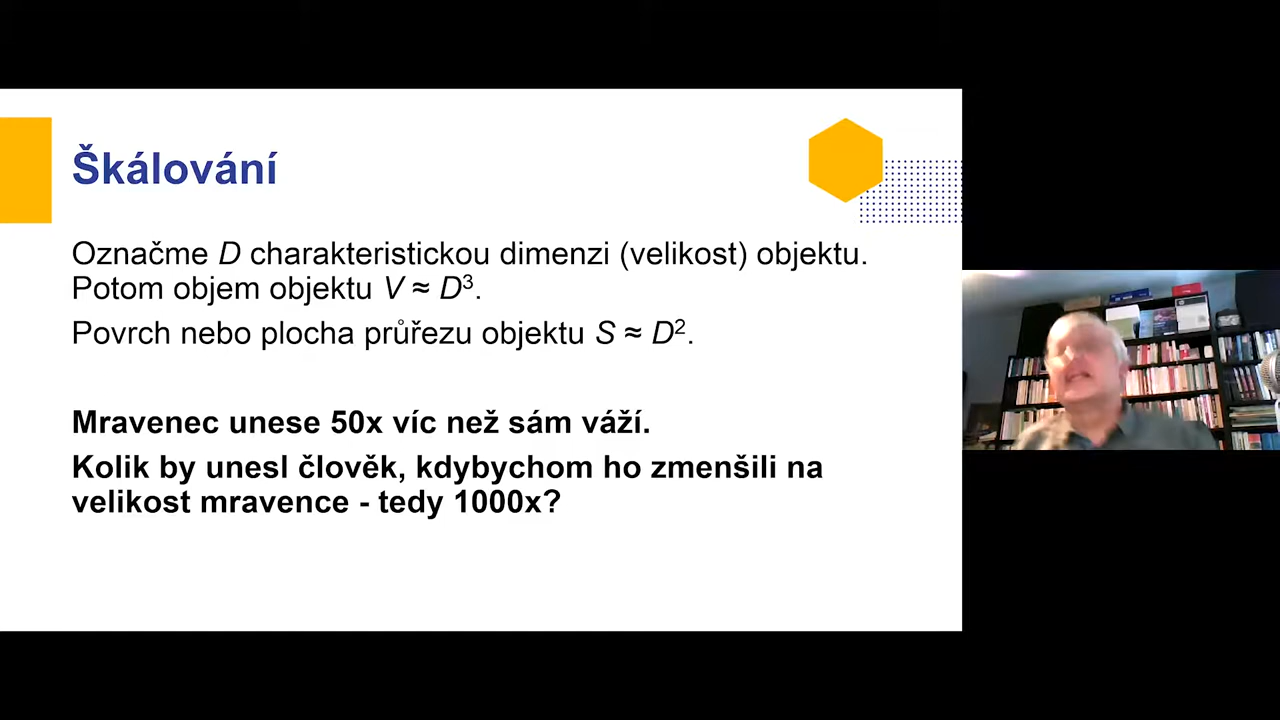 Škálování
Označme D charakteristickou dimenzi (velikost) objektu.
Potom objem objektu V ≈ D³.
Povrch nebo plocha průřezu objektu S ≈ D².
Mravenec unese 50x víc než sám váží.
Kolik by unesl člověk, kdybychom ho zmenšili na
velikost mravence - tedy 1000x?